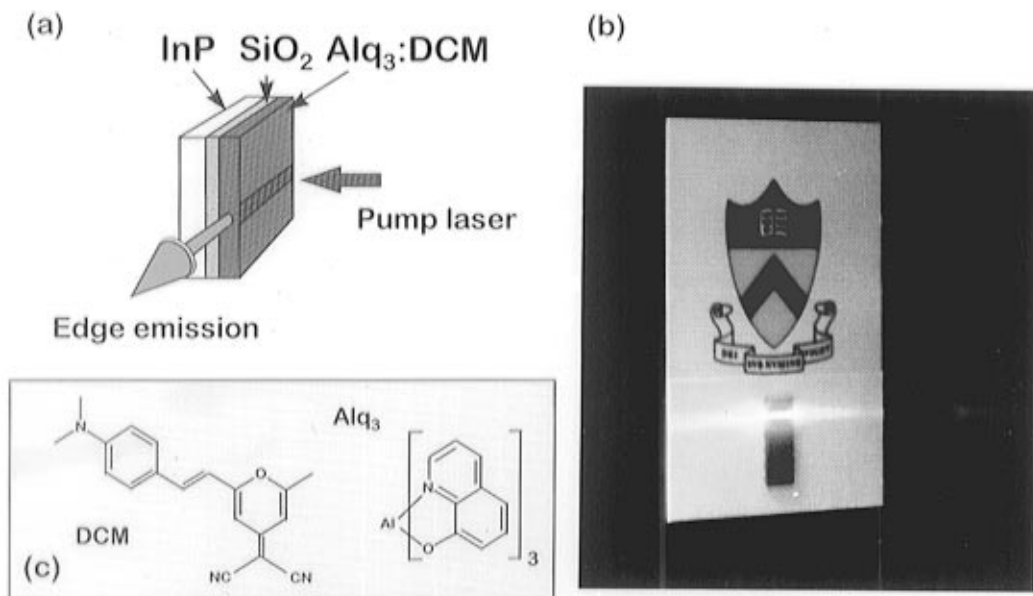 (a)
InP SiO₂ Alq₃:DCM
Pump laser
Edge emission
(b)
Alq₃
N
O
N
Al
O
3
DCM
NC CN
(c)